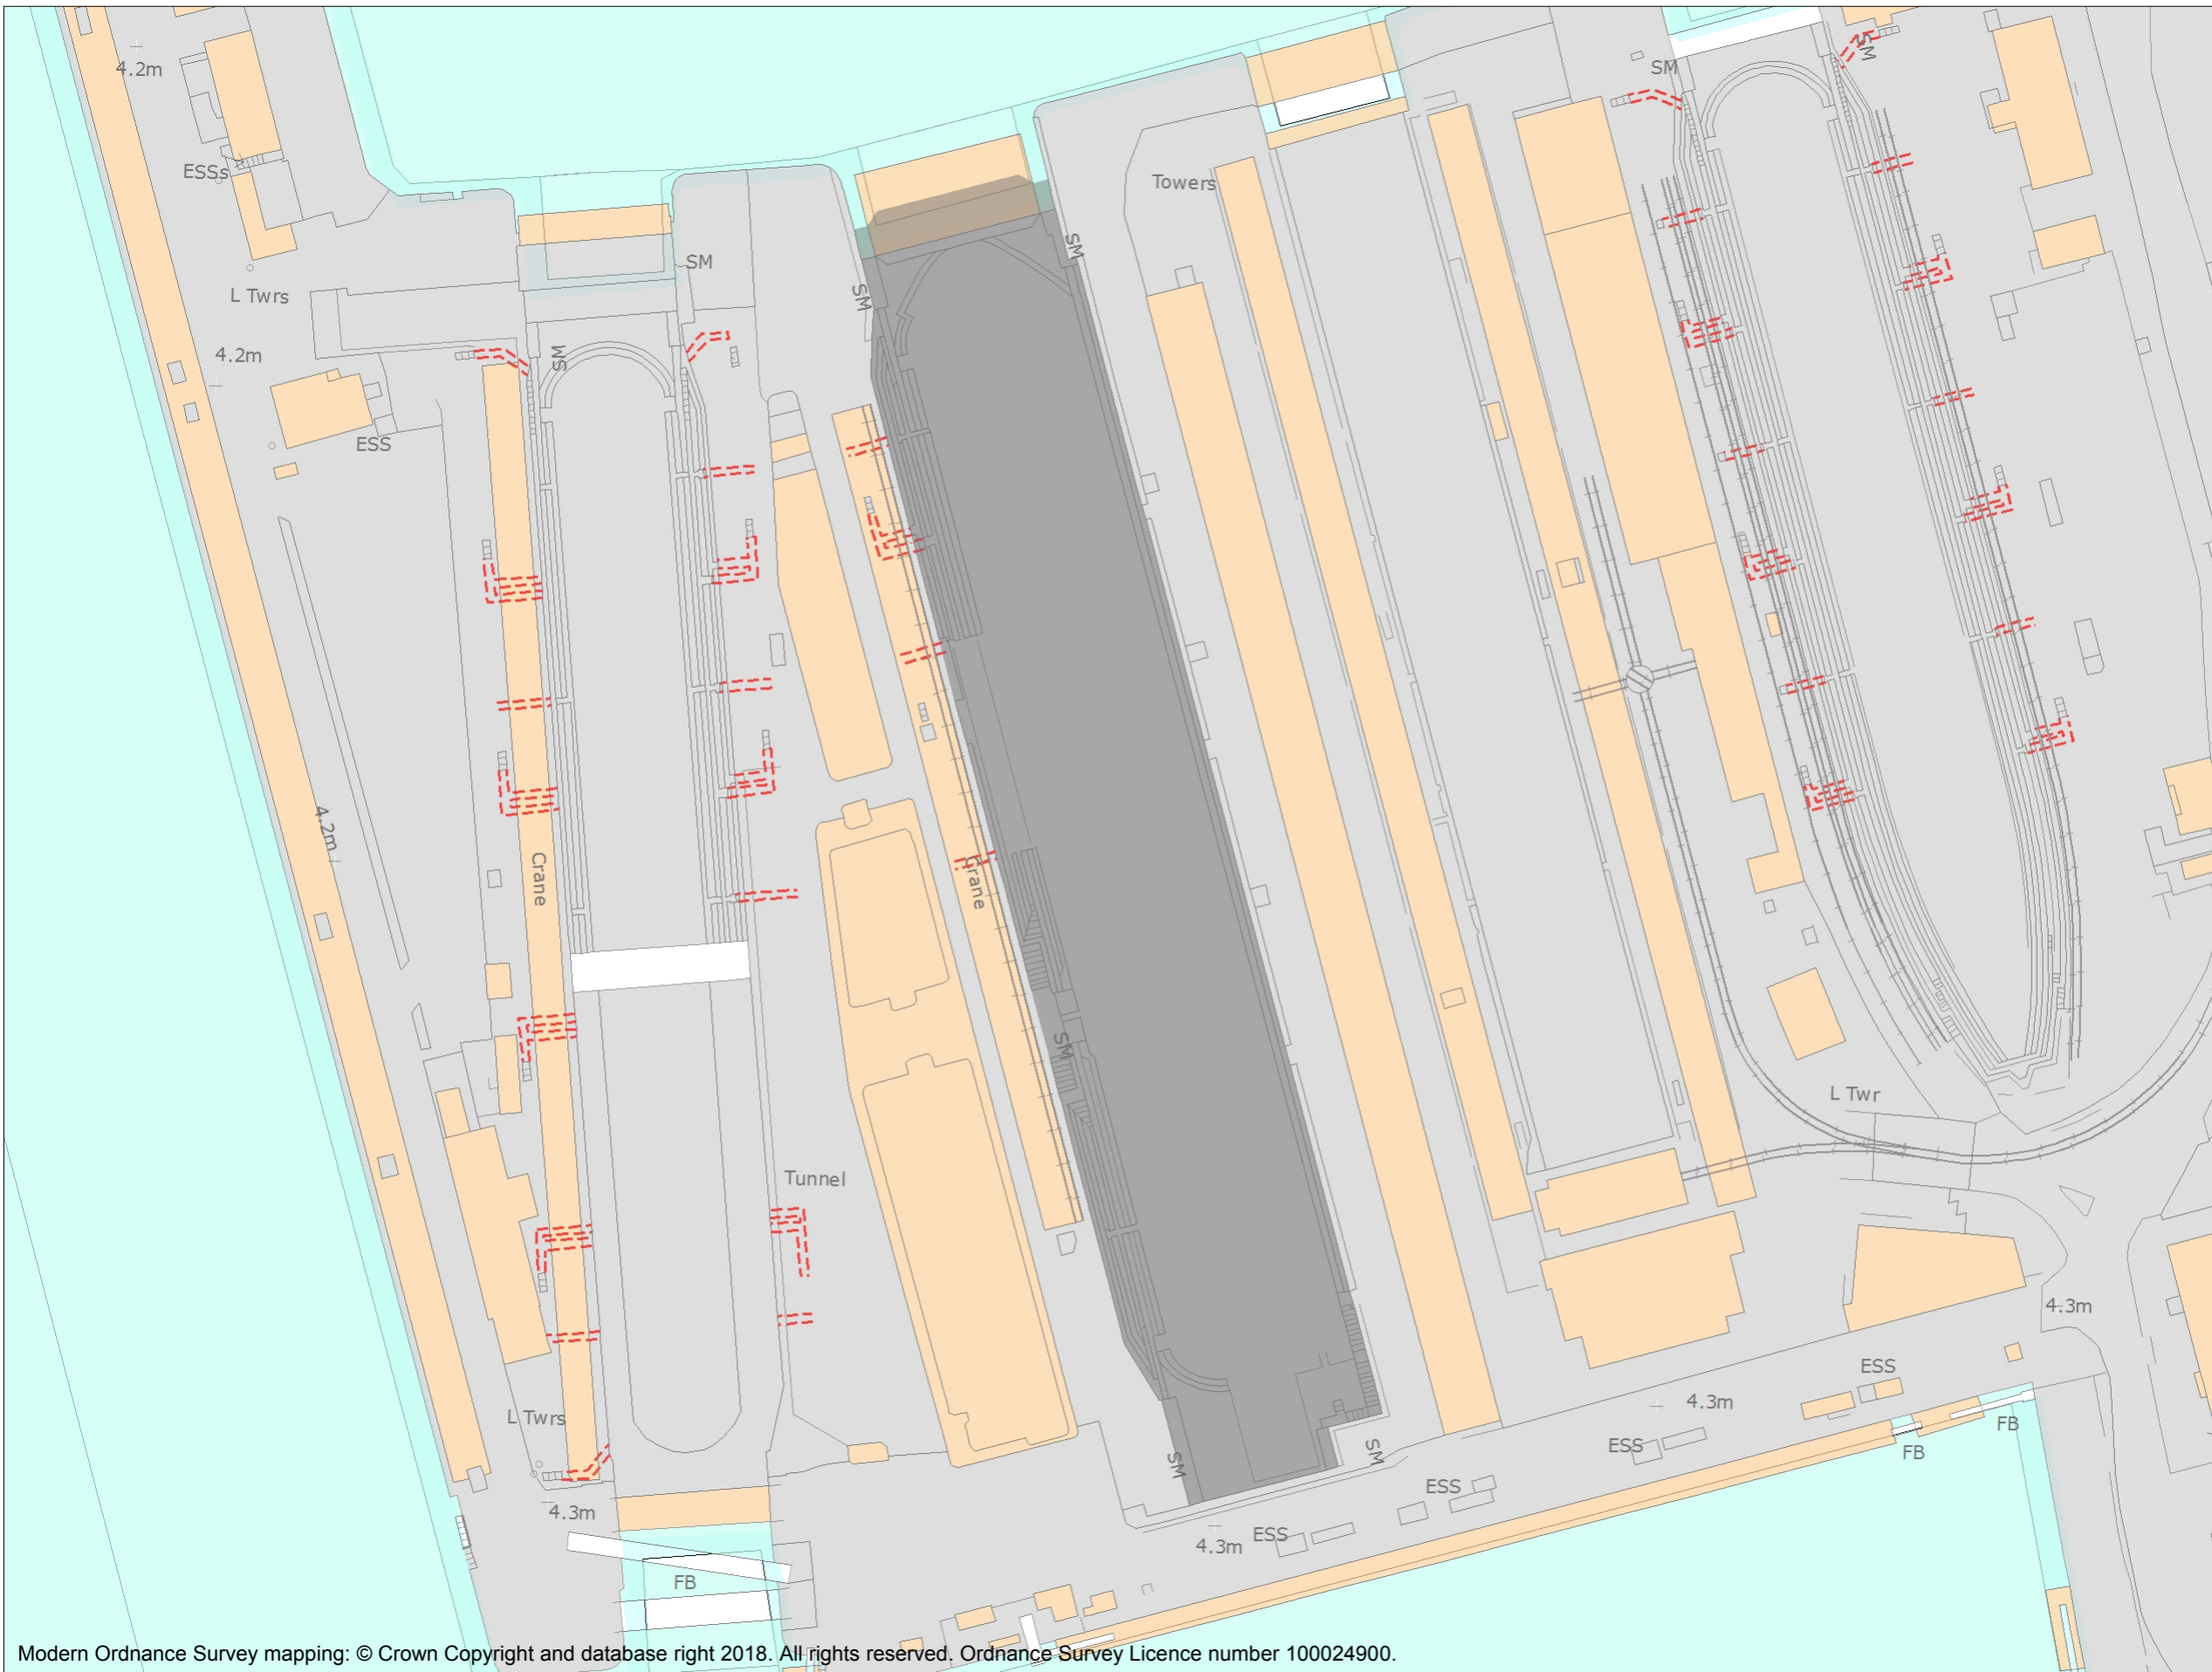 4.2m
SM
SM
ESSs
Towers
SM
SM
L Twrs
SM
4.2m
SM
ESS
4.2m
Crane
Crane
SM
L Twr
Tunnel
4.3m
ESS
4.3m
L Twrs
FB
ESS
SM
FB
SM
ESS
4.3m
ESS
4.3m
FB
Modern Ordnance Survey mapping: © Crown Copyright and database right 2018. All rights reserved. Ordnance Survey Licence number 100024900.